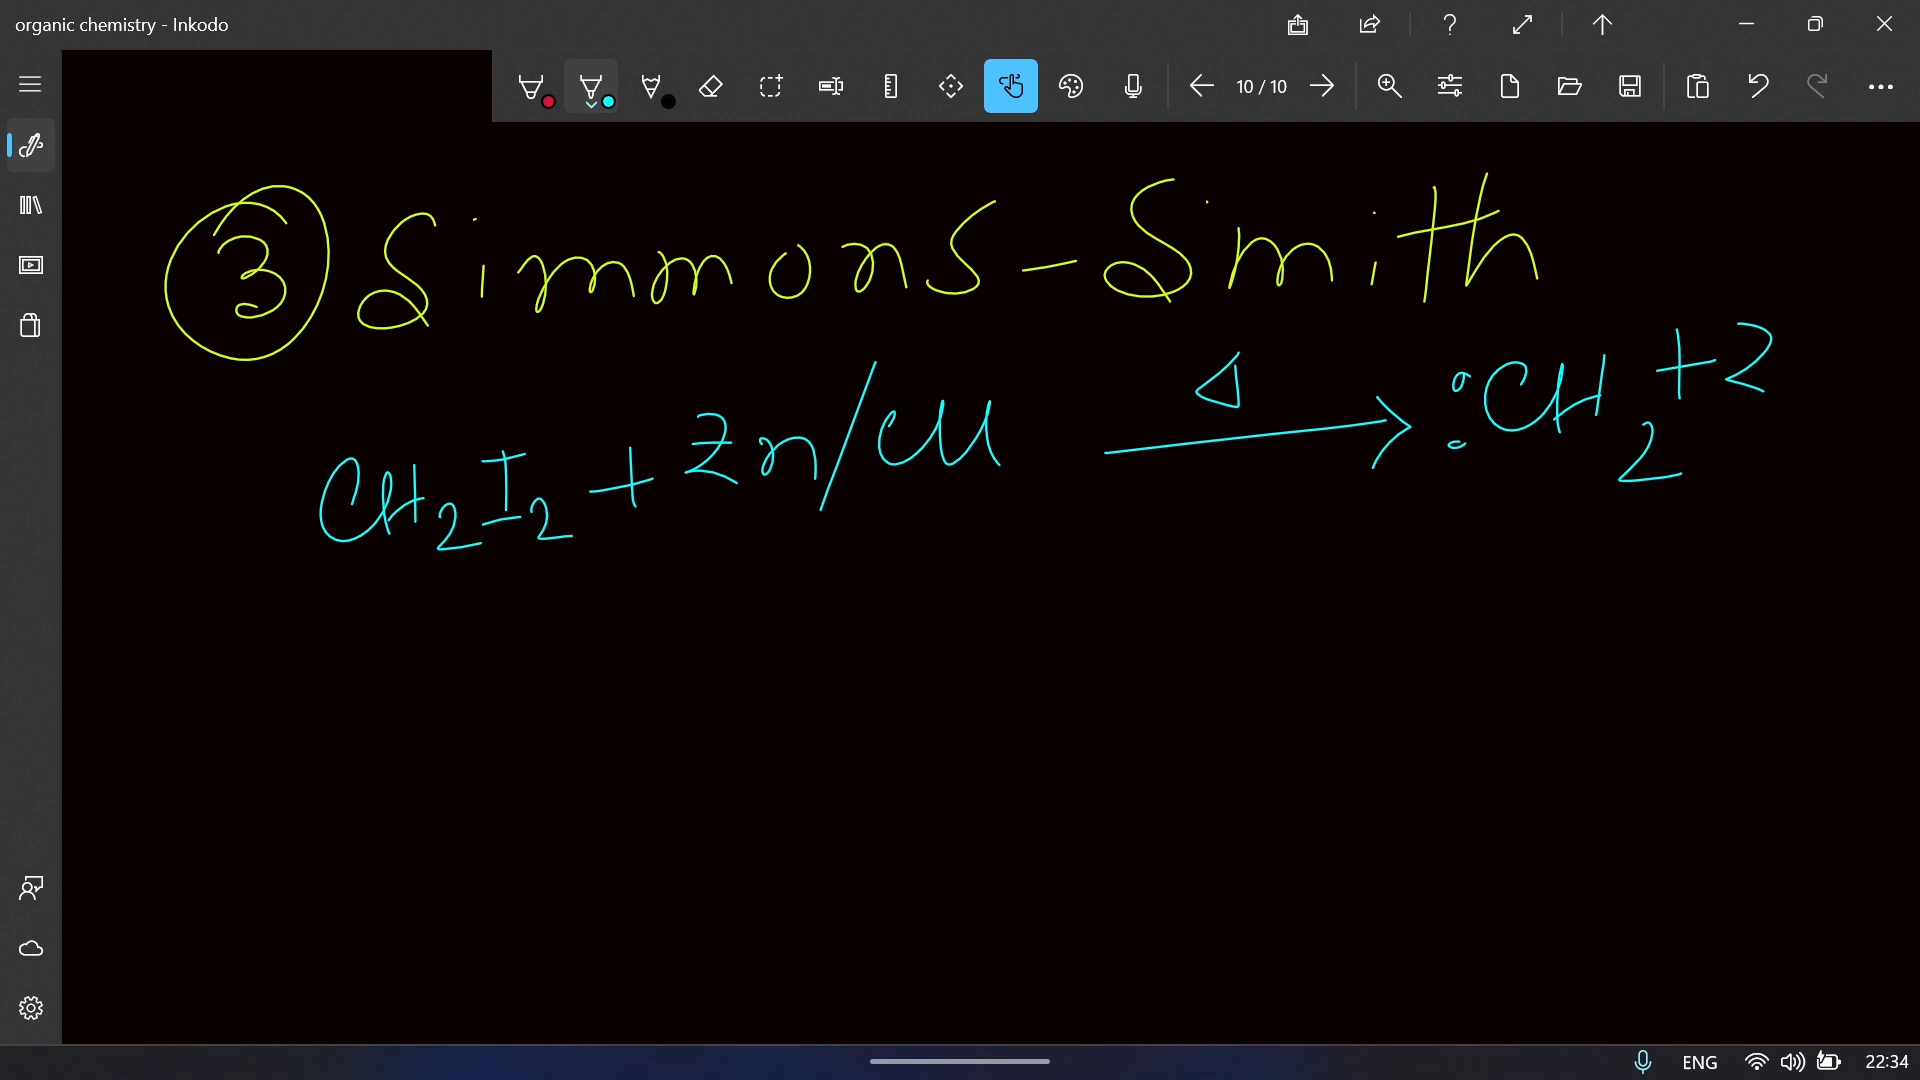 organic chemistry - Inkodo
10 / 10
③ Simmons-Smith
CH2I2 + Zn/Cu →Δ :CH2 + 2
ENG 22:34